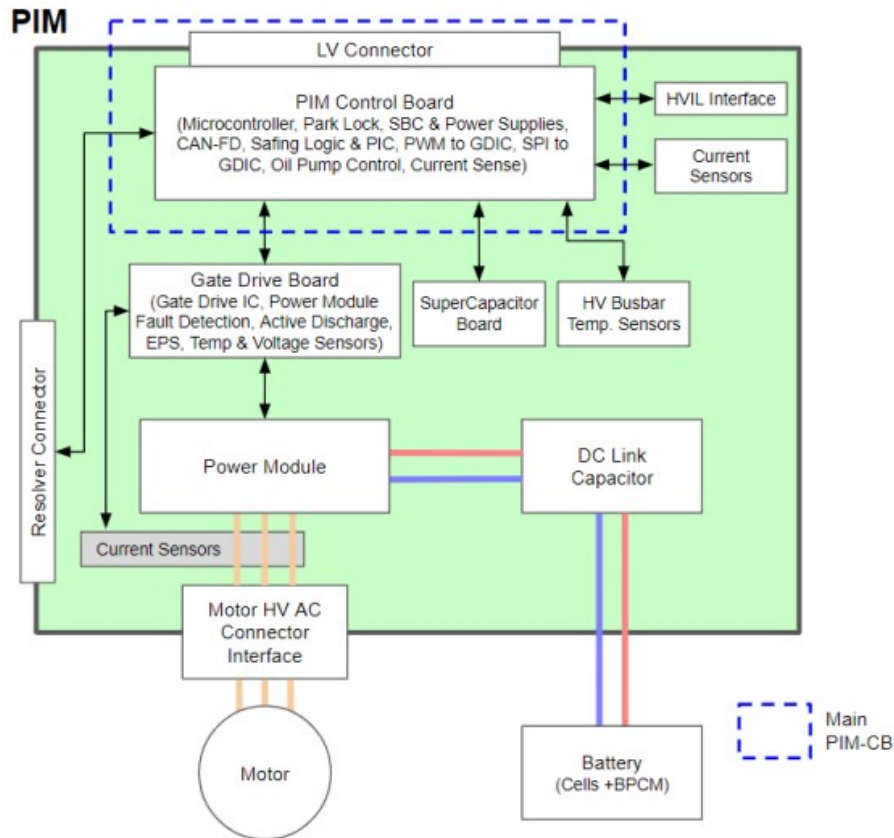 PIM
LV Connector
PIM Control Board
(Microcontroller, Park Lock, SBC & Power Supplies,
CAN-FD, Safing Logic & PIC, PWM to GDIC, SPI to
GDIC, Oil Pump Control, Current Sense)
HVIL Interface
Current
Sensors
Gate Drive Board
(Gate Drive IC, Power Module
Fault Detection, Active Discharge,
EPS, Temp & Voltage Sensors)
SuperCapacitor
Board
HV Busbar
Temp. Sensors
Resolver Connector
Power Module
DC Link
Capacitor
Current Sensors
Motor HV AC
Connector
Interface
Motor
Battery
(Cells +BPCM)
Main
PIM-CB